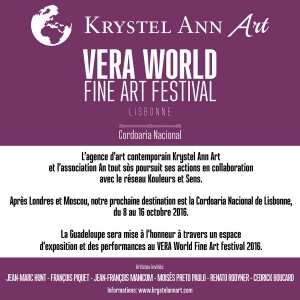 KRYSTEL ANN Art
VERA WORLD
FINE ART FESTIVAL
LISBONNE
Cordoaria Nacional
L'agence d'art contemporain Krystel Ann Art
et l'association An tout sòs poursuit ses actions en collaboration
avec le réseau Kouleurs et Sens.
Après Londres et Moscou, notre prochaine destination est la Cordoaria Nacional de Lisbonne,
du 8 au 16 octobre 2016.
La Guadeloupe sera mise à l'honneur à travers un espace
d'exposition et des performances au VERA World Fine Art festival 2016.
Artistes invités:
JEAN-MARC HUNT - FRANÇOIS PIQUET - JEAN-FRANÇOIS MANICOM - MOISÉS PRETO PAULO - RENATO RODYNER - CEDRICK BOUCARD
Informations: www.krystelannart.com